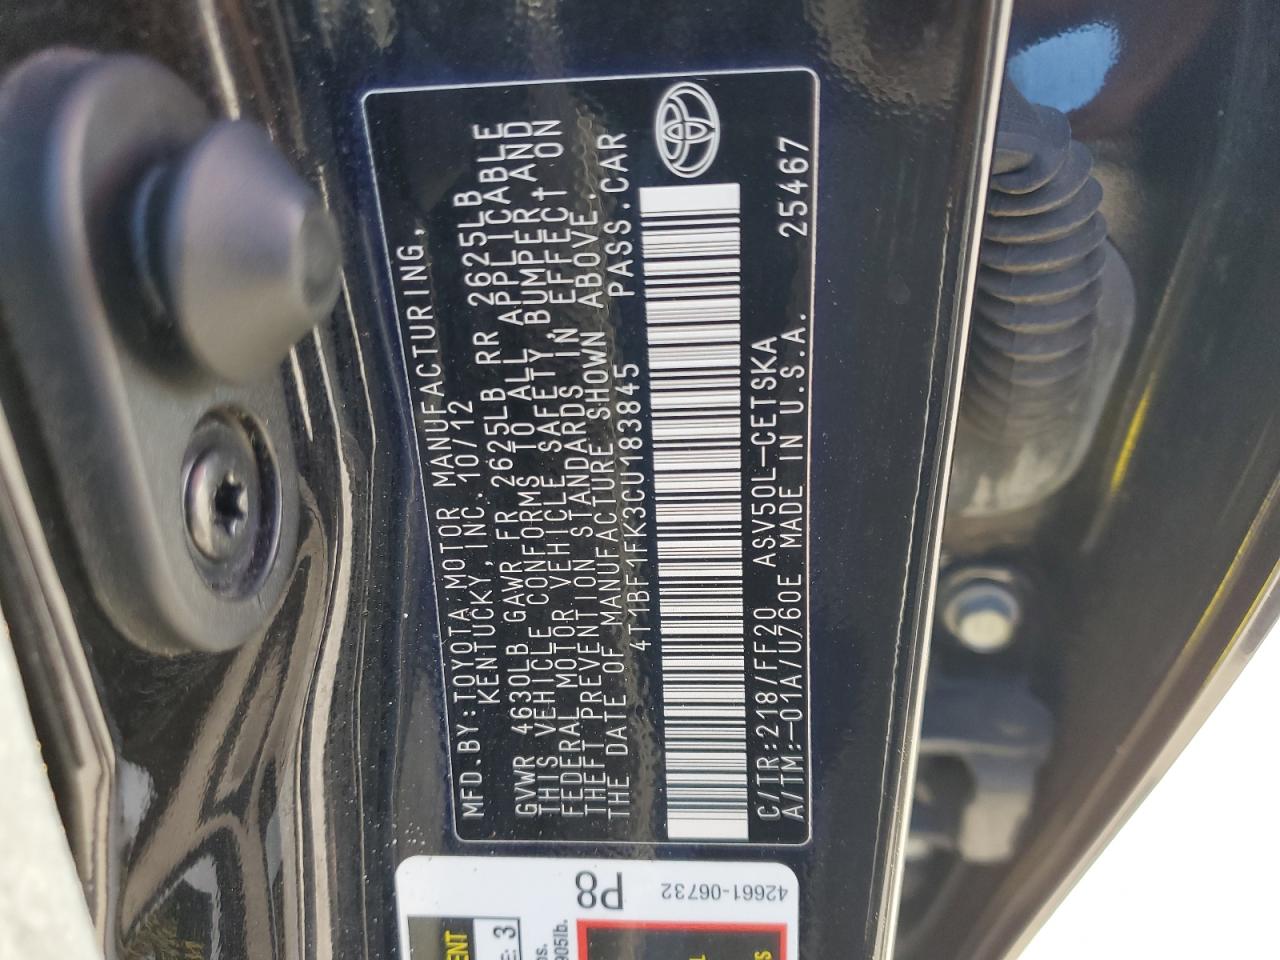 MFD.BY:TOYOTA MOTOR MANUFACTURING,
KENTUCKY,INC. 10/12
GVWR 4630LB GAWR FR 2625LB RR 2625LB
THIS VEHICLE CONFORMS TO ALL APPLICABLE
FEDERAL MOTOR VEHICLE SAFETY,BUMPER,AND
THEFT PREVENTION STANDARDS IN EFFECT ON
THE DATE OF MANUFACTURE SHOWN ABOVE.
4T1BF1FK3CU183845 PASS.CAR
C/TR:218/FF20 ASV50L-CETSKA
A/TM:-01A/U760E MADE IN U.S.A. 25467
P8
42661-06732
3
905lb.